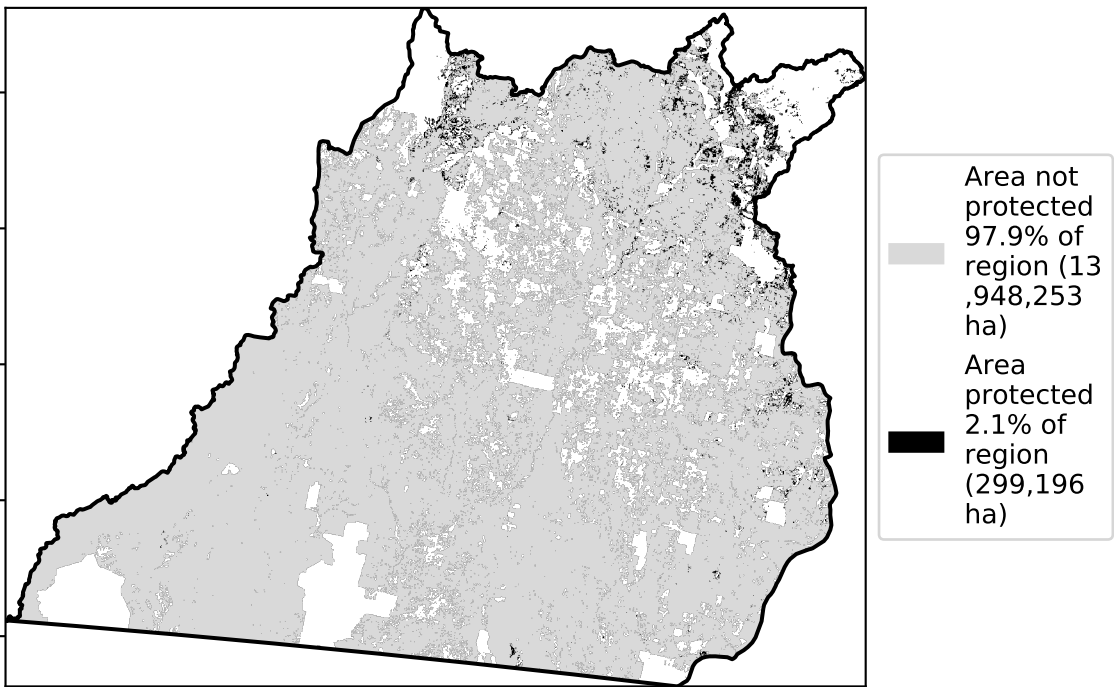 Area not
protected
97.9% of
region (13
,948,253
ha)
Area
protected
2.1% of
region
(299,196
ha)